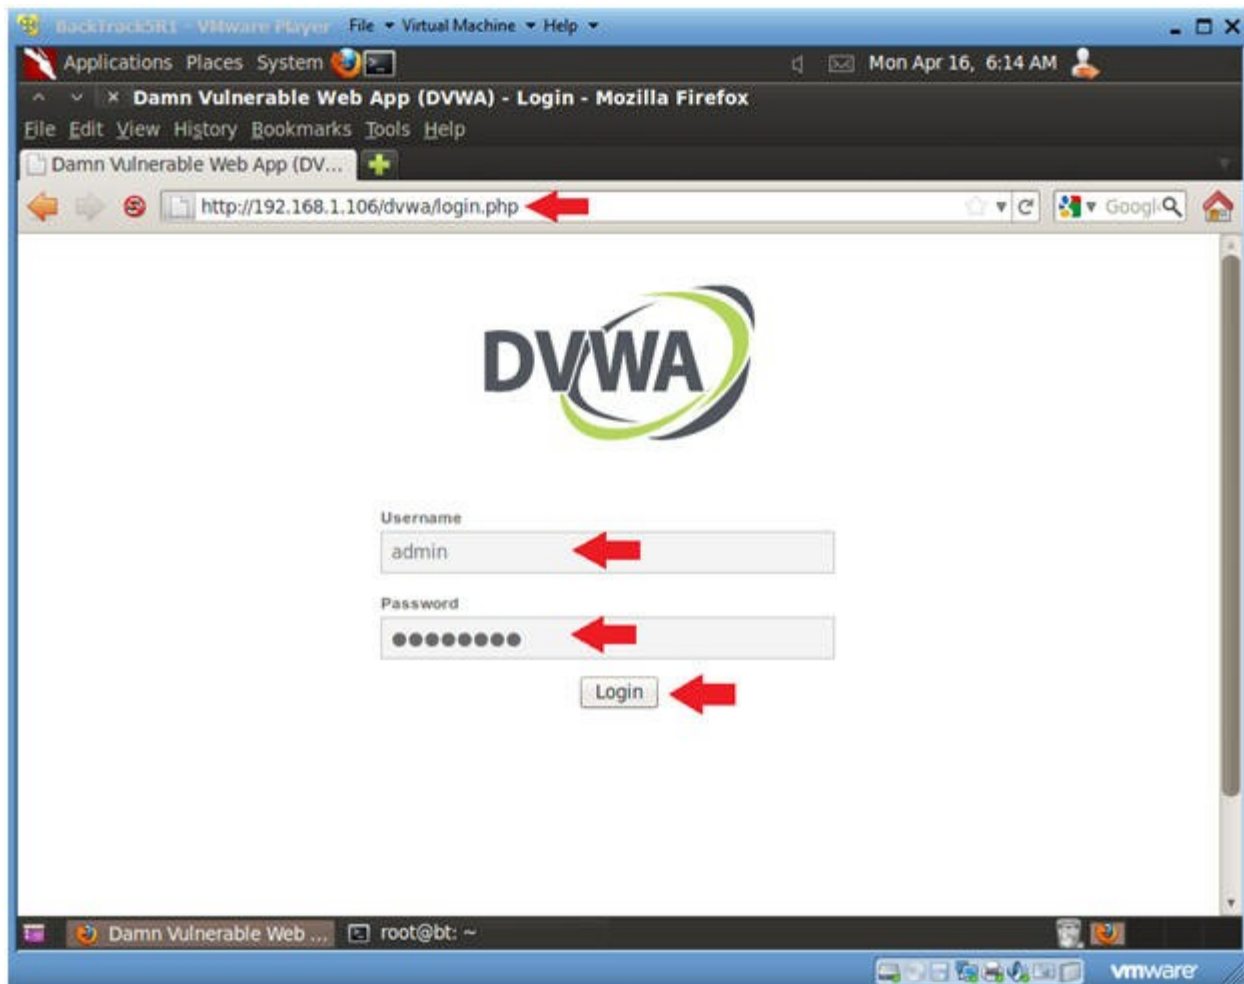 BackTrack5R1 - VMware Player File Virtual Machine Help
Applications Places System Mon Apr 16, 6:14 AM
Damn Vulnerable Web App (DVWA) - Login - Mozilla Firefox
File Edit View History Bookmarks Tools Help
Damn Vulnerable Web App (DV...
http://192.168.1.106/dvwa/login.php Googl
DVWA
Username
admin
Password
●●●●●●●●
Login
Damn Vulnerable Web ... root@bt: ~
vmware